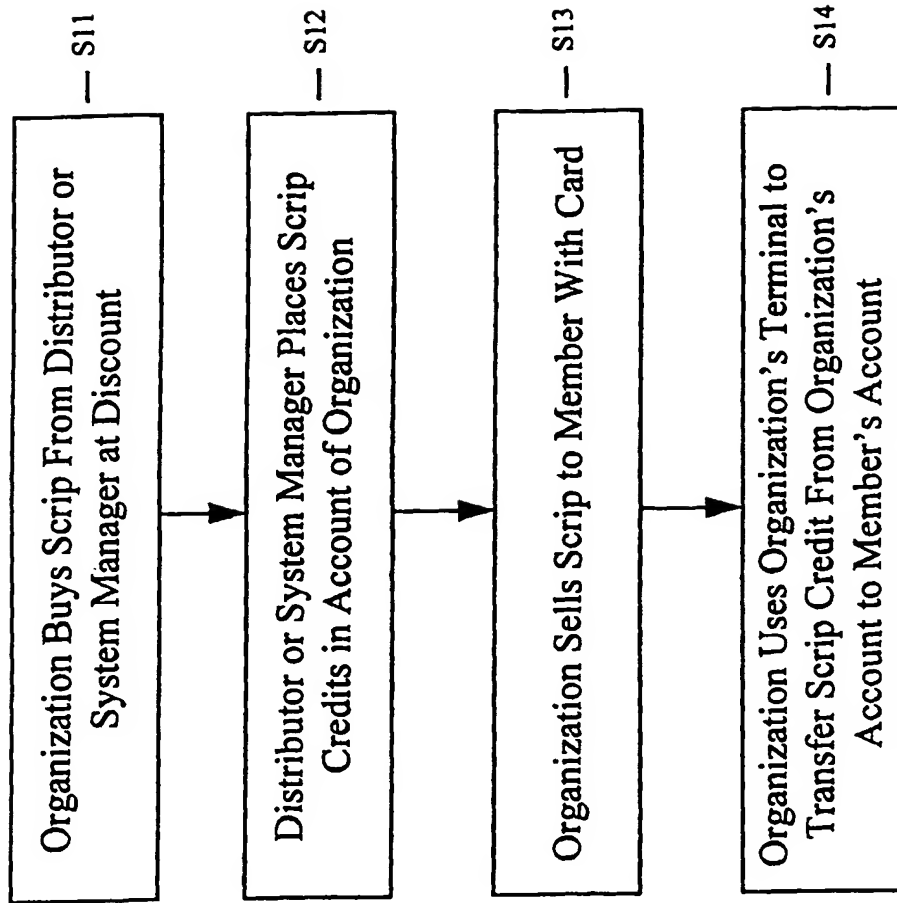 Organization Buys Scrip From Distributor or
System Manager at Discount
— S11
Distributor or System Manager Places Scrip
Credits in Account of Organization
— S12
Organization Sells Scrip to Member With Card
— S13
Organization Uses Organization's Terminal to
Transfer Scrip Credit From Organization's
Account to Member's Account
— S14